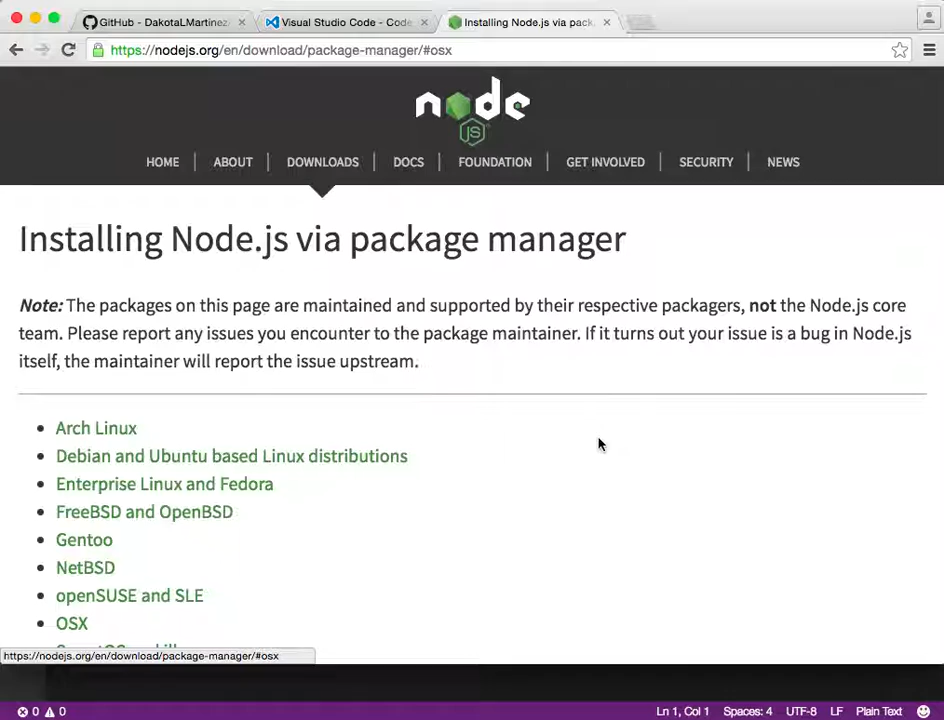 GitHub - DakotaLMartinez
Visual Studio Code - Code
Installing Node.js via pack
https://nodejs.org/en/download/package-manager/#osx
node
JS
HOME
ABOUT
DOWNLOADS
DOCS
FOUNDATION
GET INVOLVED
SECURITY
NEWS
Installing Node.js via package manager
Note: The packages on this page are maintained and supported by their respective packagers, not the Node.js core
team. Please report any issues you encounter to the package maintainer. If it turns out your issue is a bug in Node.js
itself, the maintainer will report the issue upstream.
Arch Linux
Debian and Ubuntu based Linux distributions
Enterprise Linux and Fedora
FreeBSD and OpenBSD
Gentoo
NetBSD
openSUSE and SLE
OSX
https://nodejs.org/en/download/package-manager/#osx
0 0
Ln 1, Col 1 Spaces: 4 UTF-8 LF Plain Text